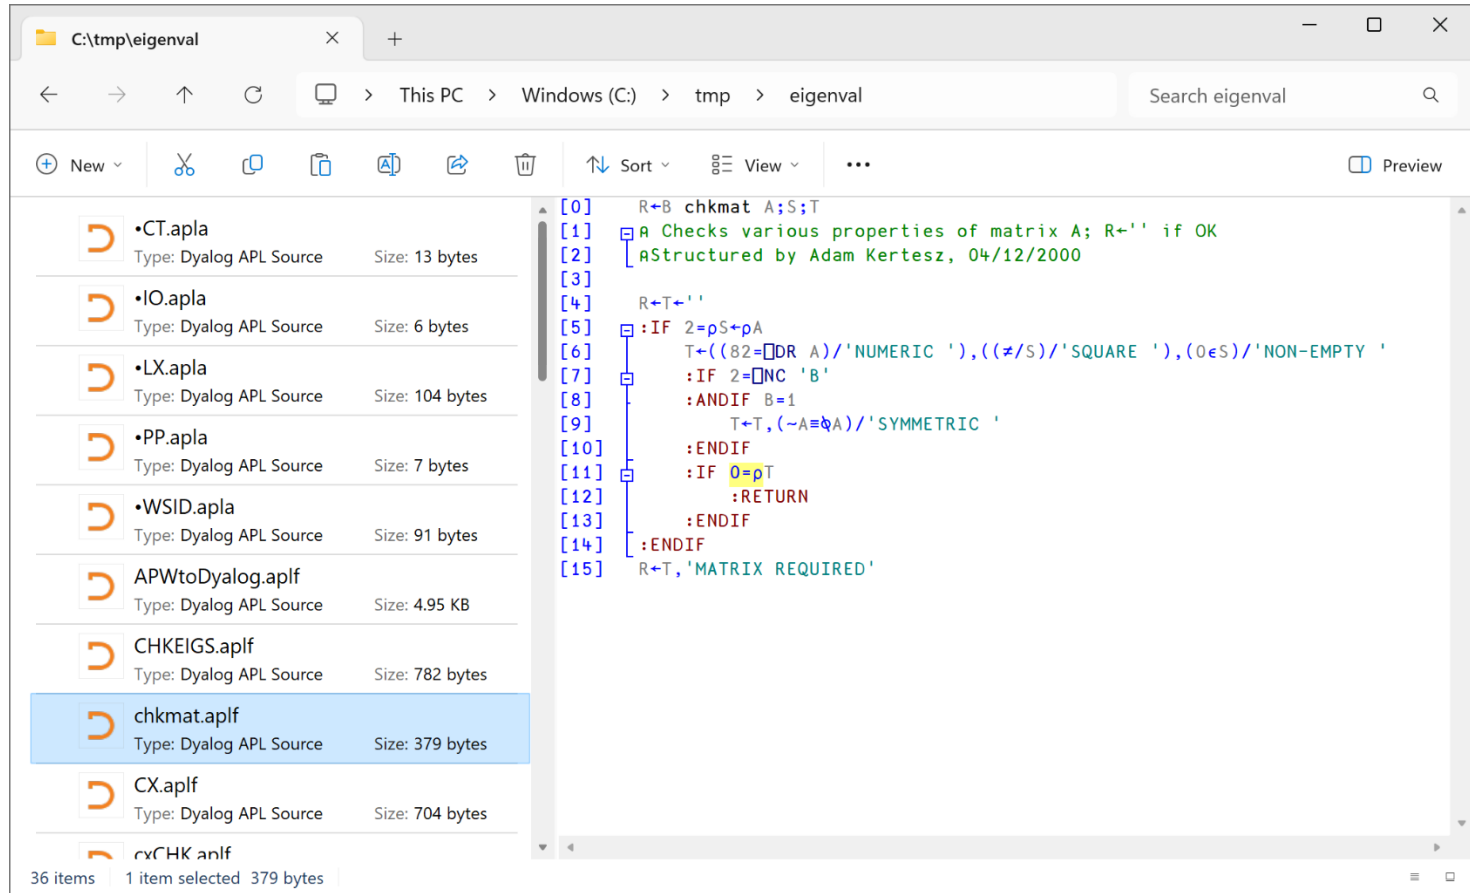 C:\tmp\eigenval
This PC > Windows (C:) > tmp > eigenval
Search eigenval
New
Sort
View
Preview
•CT.apla
Type: Dyalog APL Source Size: 13 bytes
•IO.apla
Type: Dyalog APL Source Size: 6 bytes
•LX.apla
Type: Dyalog APL Source Size: 104 bytes
•PP.apla
Type: Dyalog APL Source Size: 7 bytes
•WSID.apla
Type: Dyalog APL Source Size: 91 bytes
APWtoDyalog.aplf
Type: Dyalog APL Source Size: 4.95 KB
CHKEIGS.aplf
Type: Dyalog APL Source Size: 782 bytes
chkmat.aplf
Type: Dyalog APL Source Size: 379 bytes
CX.aplf
Type: Dyalog APL Source Size: 704 bytes
cxCHK.aplf
[0] R←B chkmat A;S;T
[1] ⍝ Checks various properties of matrix A; R←'' if OK
[2] ⍝Structured by Adam Kertesz, 04/12/2000
[3]
[4] R←T←''
[5] :IF 2=⍴S←⍴A
[6] T←((82=⎕DR A)/'NUMERIC '),((≠/S)/'SQUARE '),(0∊S)/'NON-EMPTY '
[7] :IF 2=⎕NC 'B'
[8] :ANDIF B=1
[9] T←T,(~A≡⍉A)/'SYMMETRIC '
[10] :ENDIF
[11] :IF 0=⍴T
[12] :RETURN
[13] :ENDIF
[14] :ENDIF
[15] R←T,'MATRIX REQUIRED'
36 items 1 item selected 379 bytes